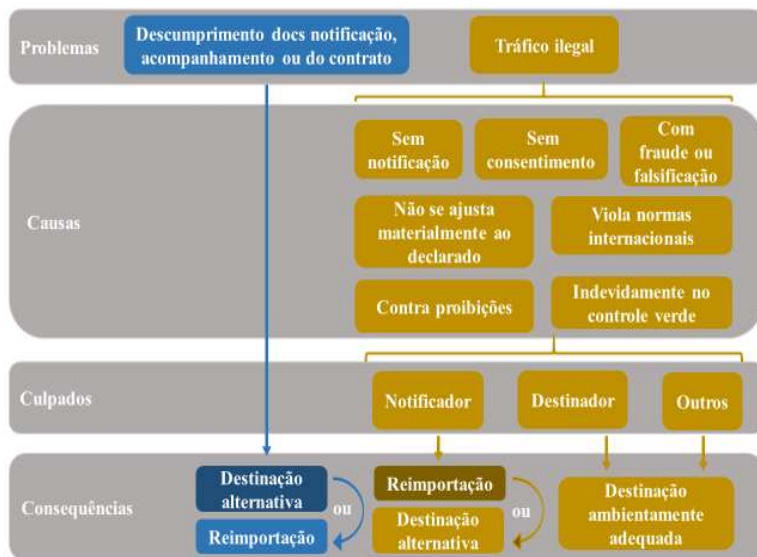 Problemas
Descumprimento docs notificação,
acompanhamento ou do contrato
Tráfico ilegal
Causas
Sem
notificação
Sem
consentimento
Com
fraude ou
falsificação
Não se ajusta
materialmente ao
declarado
Viola normas
internacionais
Contra proibições
Indevidamente no
controle verde
Culpados
Notificador
Destinador
Outros
Consequências
Destinação
alternativa
ou
Reimportação
Reimportação
ou
Destinação
alternativa
Destinação
ambientamente
adequada